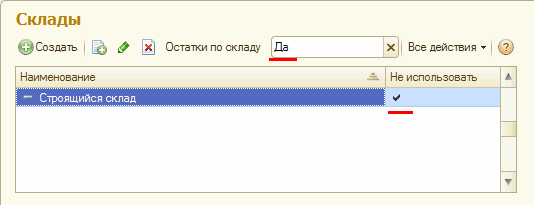 Склады
Создать Остатки по складу Да Все действия
Наименование Не использовать
Строящийся склад